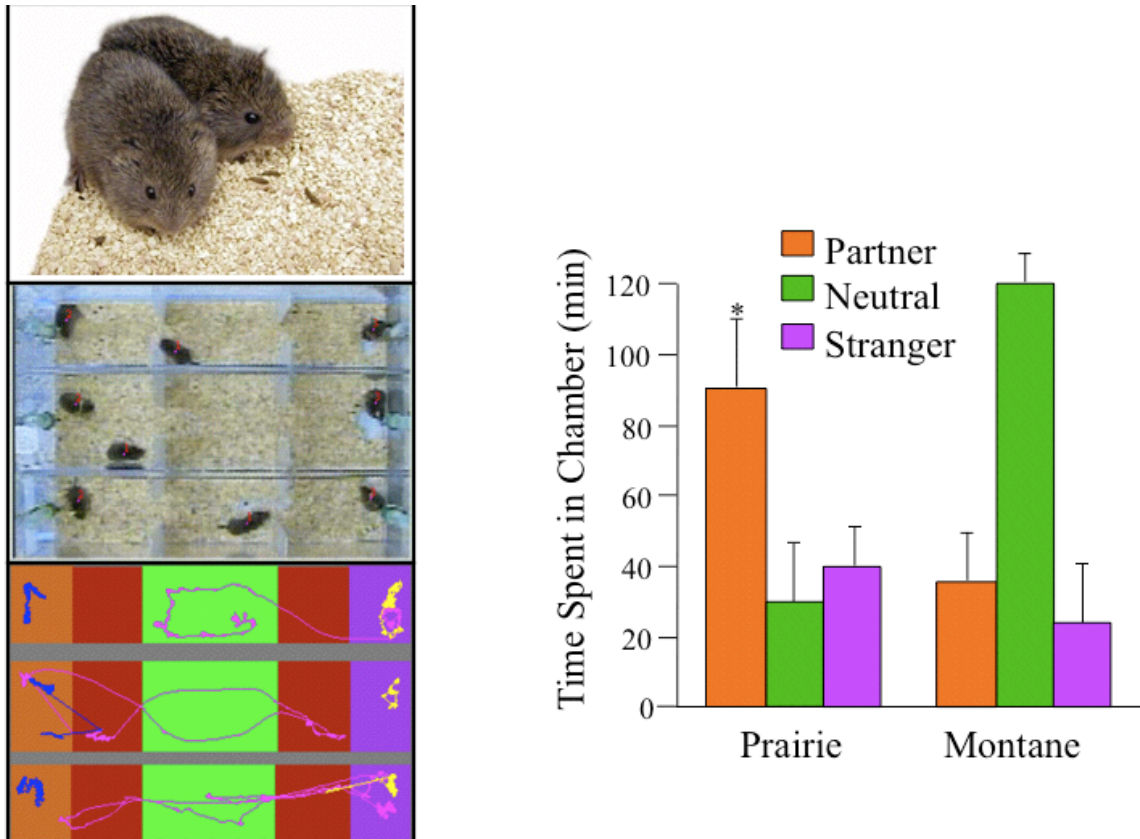 Partner
Neutral
Stranger
Time Spent in Chamber (min)
120
100
80
60
40
20
0
*
Prairie
Montane